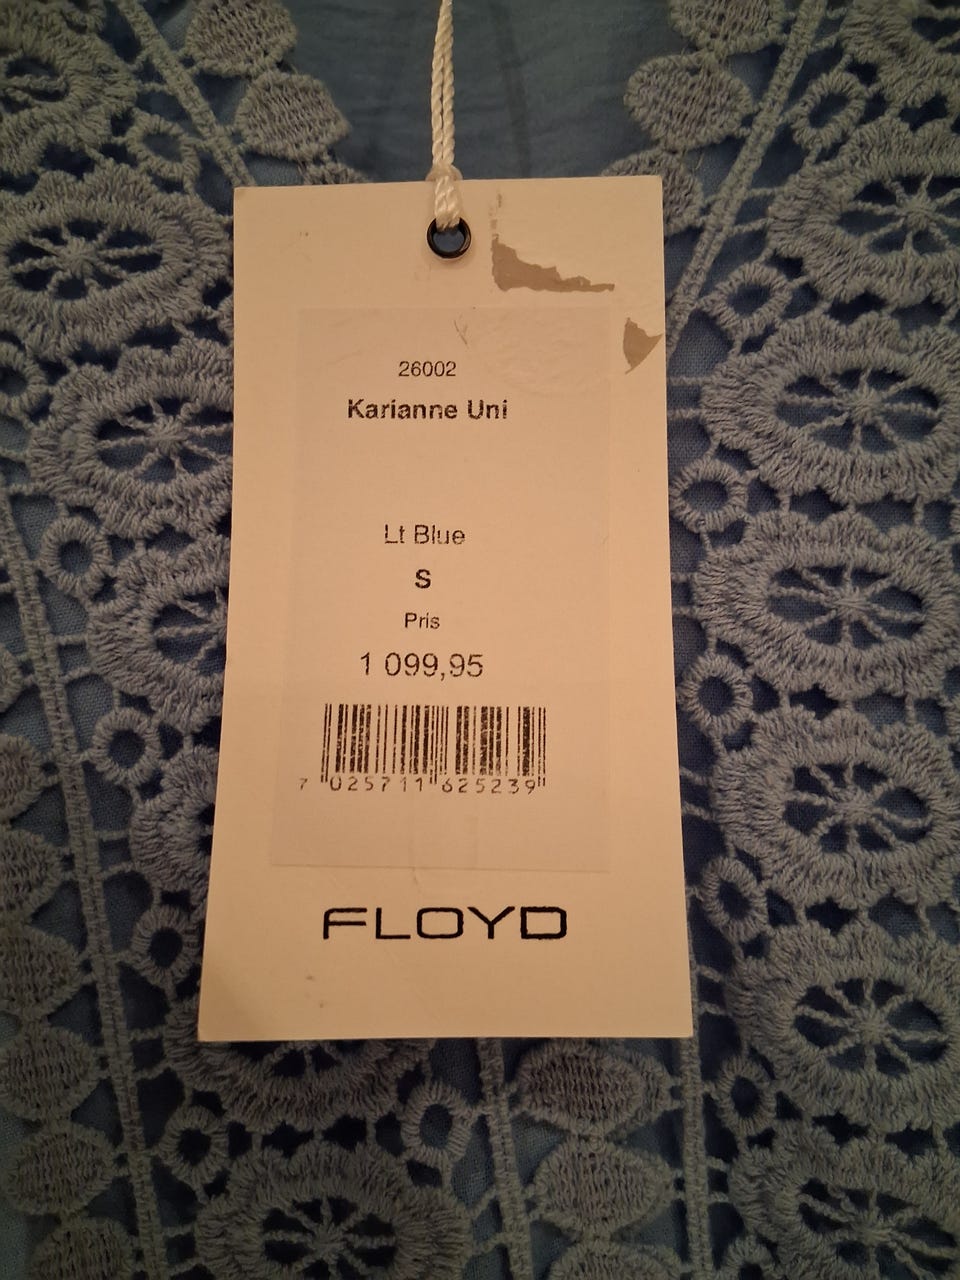 26002
Karianne Uni
Lt Blue
S
Pris
1 099,95
7 025711 625239
FLOYD